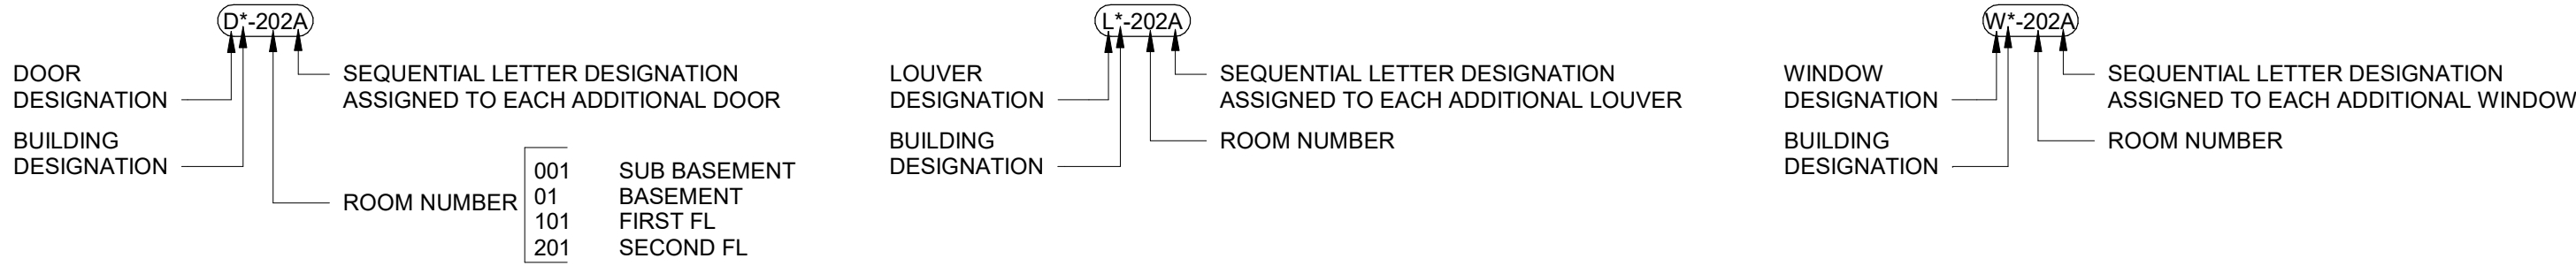 D*-202A
DOOR
DESIGNATION
SEQUENTIAL LETTER DESIGNATION
ASSIGNED TO EACH ADDITIONAL DOOR
BUILDING
DESIGNATION
ROOM NUMBER
001 SUB BASEMENT
01 BASEMENT
101 FIRST FL
201 SECOND FL
L*-202A
LOUVER
DESIGNATION
SEQUENTIAL LETTER DESIGNATION
ASSIGNED TO EACH ADDITIONAL LOUVER
BUILDING
DESIGNATION
ROOM NUMBER
W*-202A
WINDOW
DESIGNATION
SEQUENTIAL LETTER DESIGNATION
ASSIGNED TO EACH ADDITIONAL WINDOW
BUILDING
DESIGNATION
ROOM NUMBER